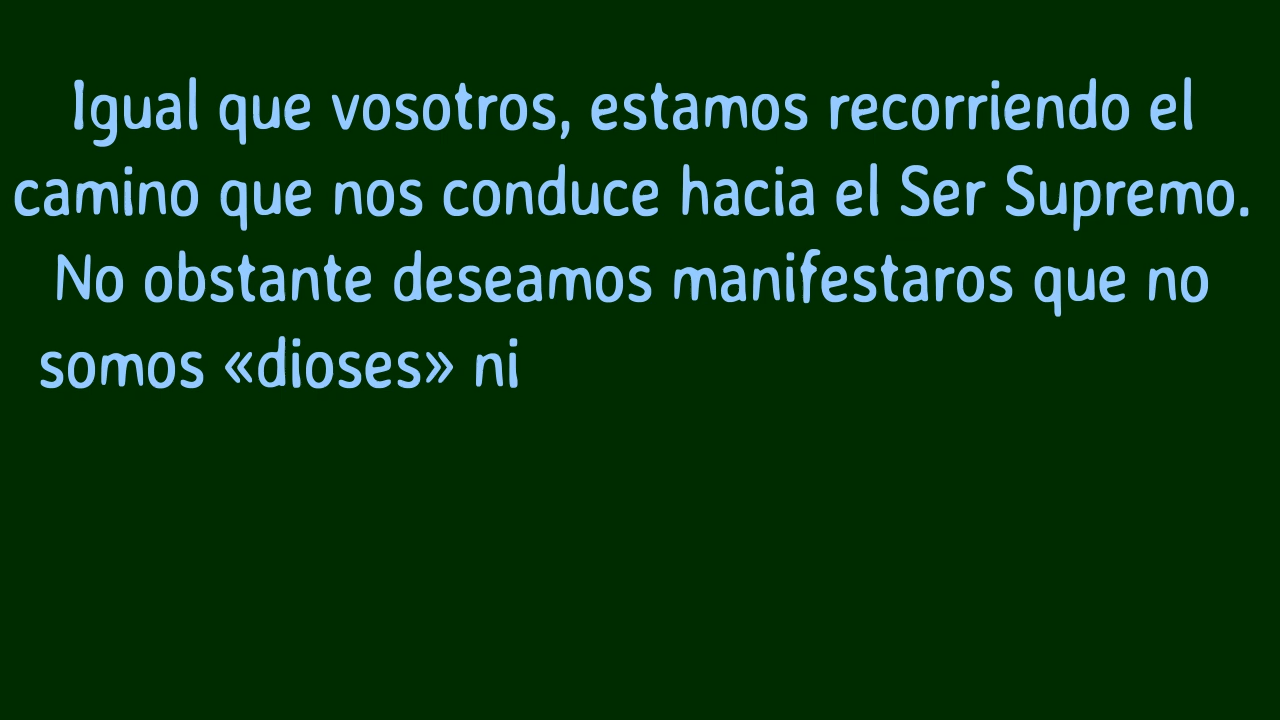 Igual que vosotros, estamos recorriendo el
camino que nos conduce hacia el Ser Supremo.
No obstante deseamos manifestaros que no
somos «dioses» ni